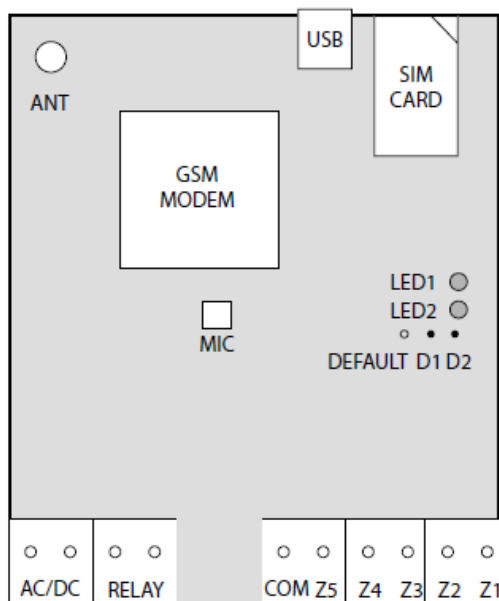 USB
SIM
CARD
ANT
GSM
MODEM
LED1
LED2
MIC
DEFAULT D1 D2
AC/DC RELAY COM Z5 Z4 Z3 Z2 Z1